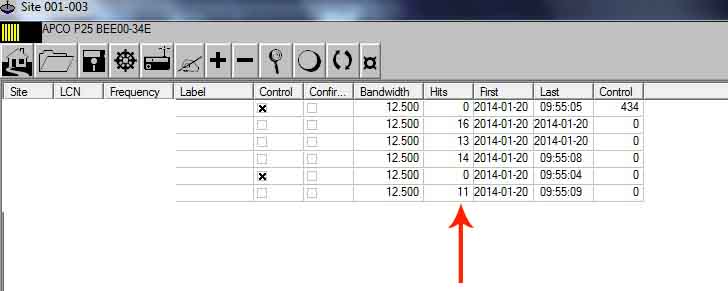 Site 001-003
APCO P25 BEE00-34E
Site LCN Frequency Label Control Confir... Bandwidth Hits First Last Control
12.500 0 2014-01-20 09:55:05 434
12.500 16 2014-01-20 2014-01-20 0
12.500 13 2014-01-20 2014-01-20 0
12.500 14 2014-01-20 09:55:08 0
12.500 0 2014-01-20 09:55:04 0
12.500 11 2014-01-20 09:55:09 0